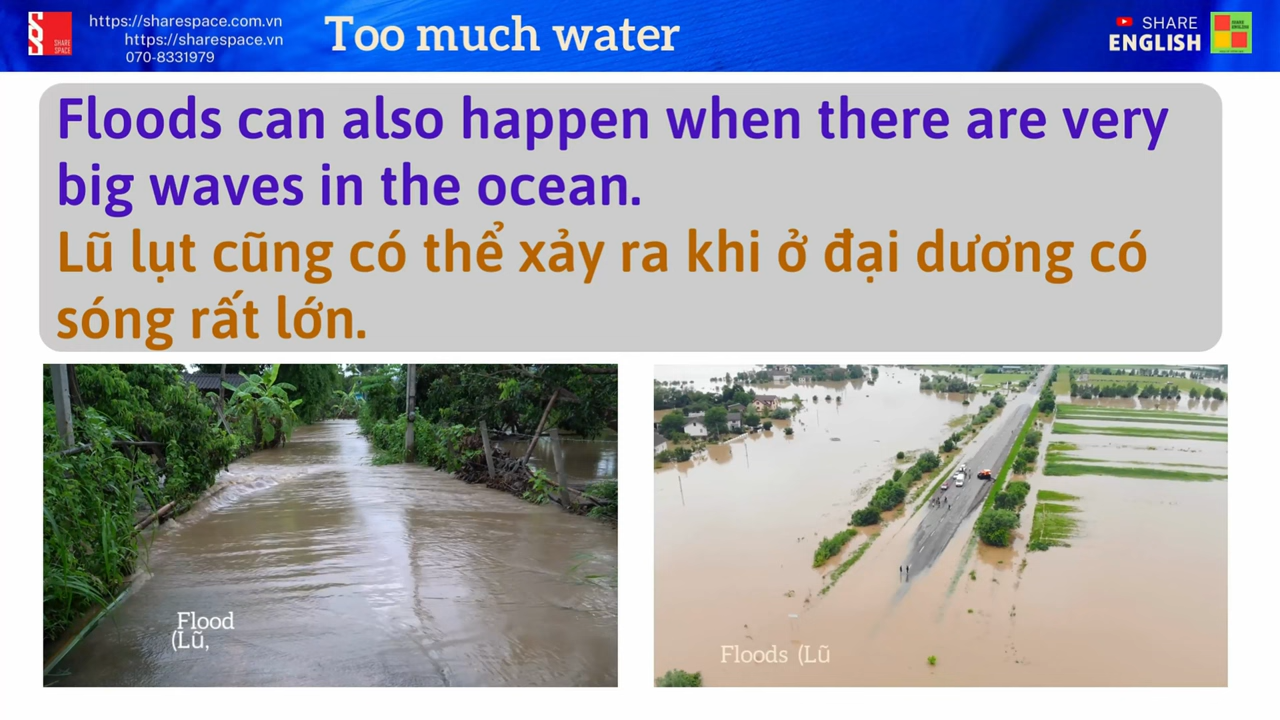 SHARE
SPACE
https://sharespace.com.vn
https://sharespace.vn
070-8331979
Too much water
SHARE
ENGLISH
Floods can also happen when there are very
big waves in the ocean.
Lũ lụt cũng có thể xảy ra khi ở đại dương có
sóng rất lớn.
Flood
(Lũ,
Floods (Lũ